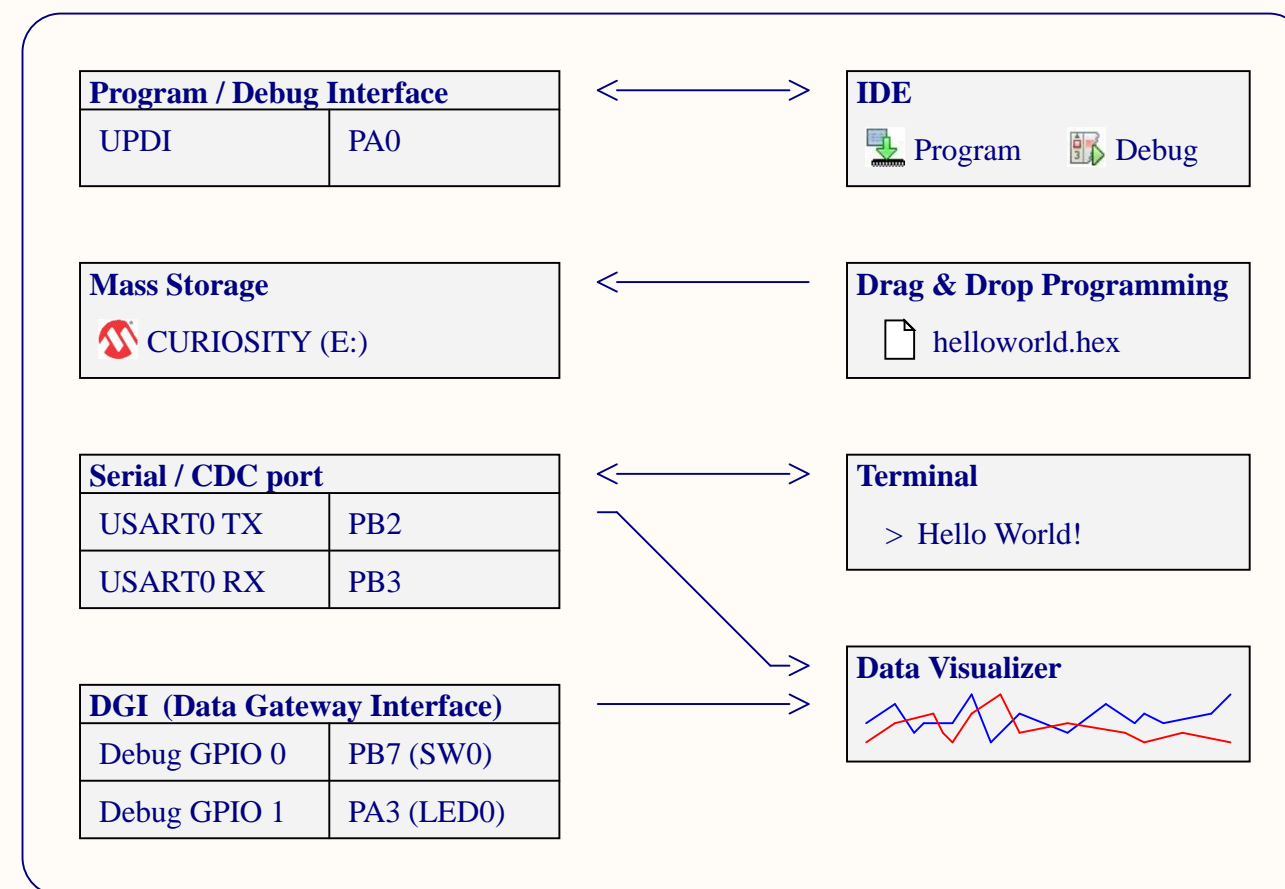 Program / Debug Interface
UPDI PA0
IDE
Program Debug
Mass Storage
CURIOSITY (E:)
Drag & Drop Programming
helloworld.hex
Serial / CDC port
USART0 TX PB2
USART0 RX PB3
Terminal
> Hello World!
DGI (Data Gateway Interface)
Debug GPIO 0 PB7 (SW0)
Debug GPIO 1 PA3 (LED0)
Data Visualizer